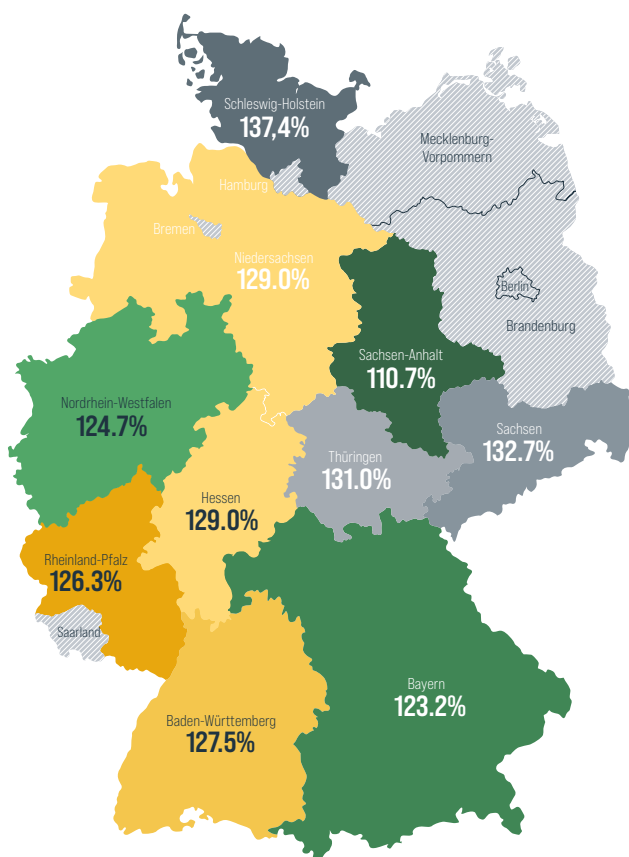 Schleswig-Holstein
137,4%
Mecklenburg-
Vorpommern
Hamburg
Bremen
Niedersachsen
129.0%
Berlin
Brandenburg
Sachsen-Anhalt
110.7%
Nordrhein-Westfalen
124.7%
Sachsen
132.7%
Thüringen
131.0%
Hessen
129.0%
Rheinland-Pfalz
126.3%
Saarland
Bayern
123.2%
Baden-Württemberg
127.5%